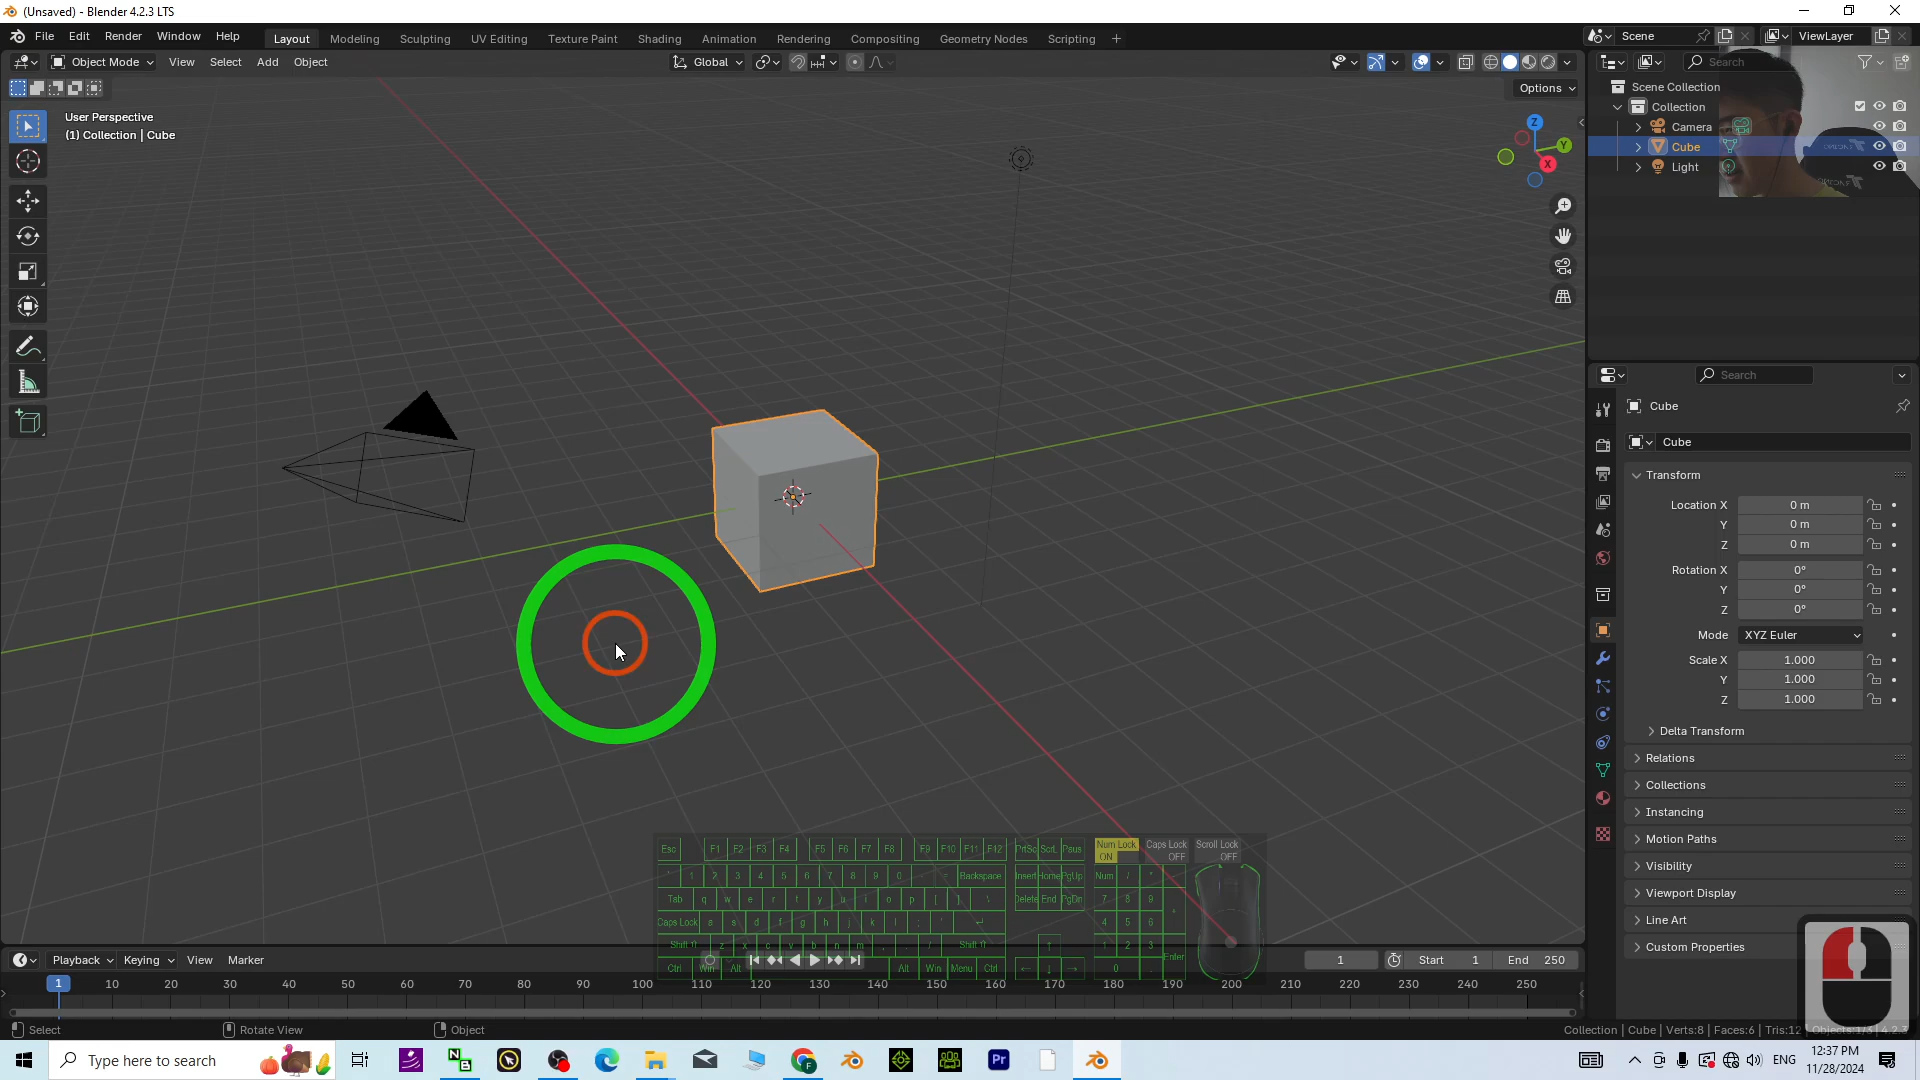 (Unsaved) - Blender 4.2.3 LTS
File Edit Render Window Help Layout Modeling Sculpting UV Editing Texture Paint Shading Animation Rendering Compositing Geometry Nodes Scripting + Scene ViewLayer
Object Mode View Select Add Object Global Search
Options
User Perspective
(1) Collection | Cube
Z
Y
X
Scene Collection
Collection
Camera
Cube
Light
Search
Cube
Cube
Transform
Location X 0 m
Y 0 m
Z 0 m
Rotation X 0°
Y 0°
Z 0°
Mode XYZ Euler
Scale X 1.000
Y 1.000
Z 1.000
Delta Transform
Relations
Collections
Instancing
Motion Paths
Visibility
Viewport Display
Line Art
Custom Properties
Esc F1 F2 F3 F4 F5 F6 F7 F8 F9 F10 F11 F12 PrtSc ScrL Paus Num Lock ON Caps Lock OFF Scroll Lock OFF
1 2 3 4 5 6 7 8 9 0 - = Backspace Insert Home PgUp Num / *
Tab q w e r t y u i o p [ ] \ Delete End PgDn 7 8 9
Caps Lock a s d f g h j k l ; ' 4 5 6
Shift z x c v b n m , . / Shift 1 2 3 Enter
Ctrl Win Alt Alt Win Menu Ctrl 0 .
Playback Keying View Marker 1 Start 1 End 250
1 10 20 30 40 50 60 70 80 90 100 110 120 130 140 150 160 170 180 190 200 210 220 230 240 250
Select Rotate View Object Collection | Cube | Verts:8 | Faces:6 | Tris:12 | Objects:1/3 | 4.2.3
Type here to search
Pr
ENG
12:37 PM
11/28/2024